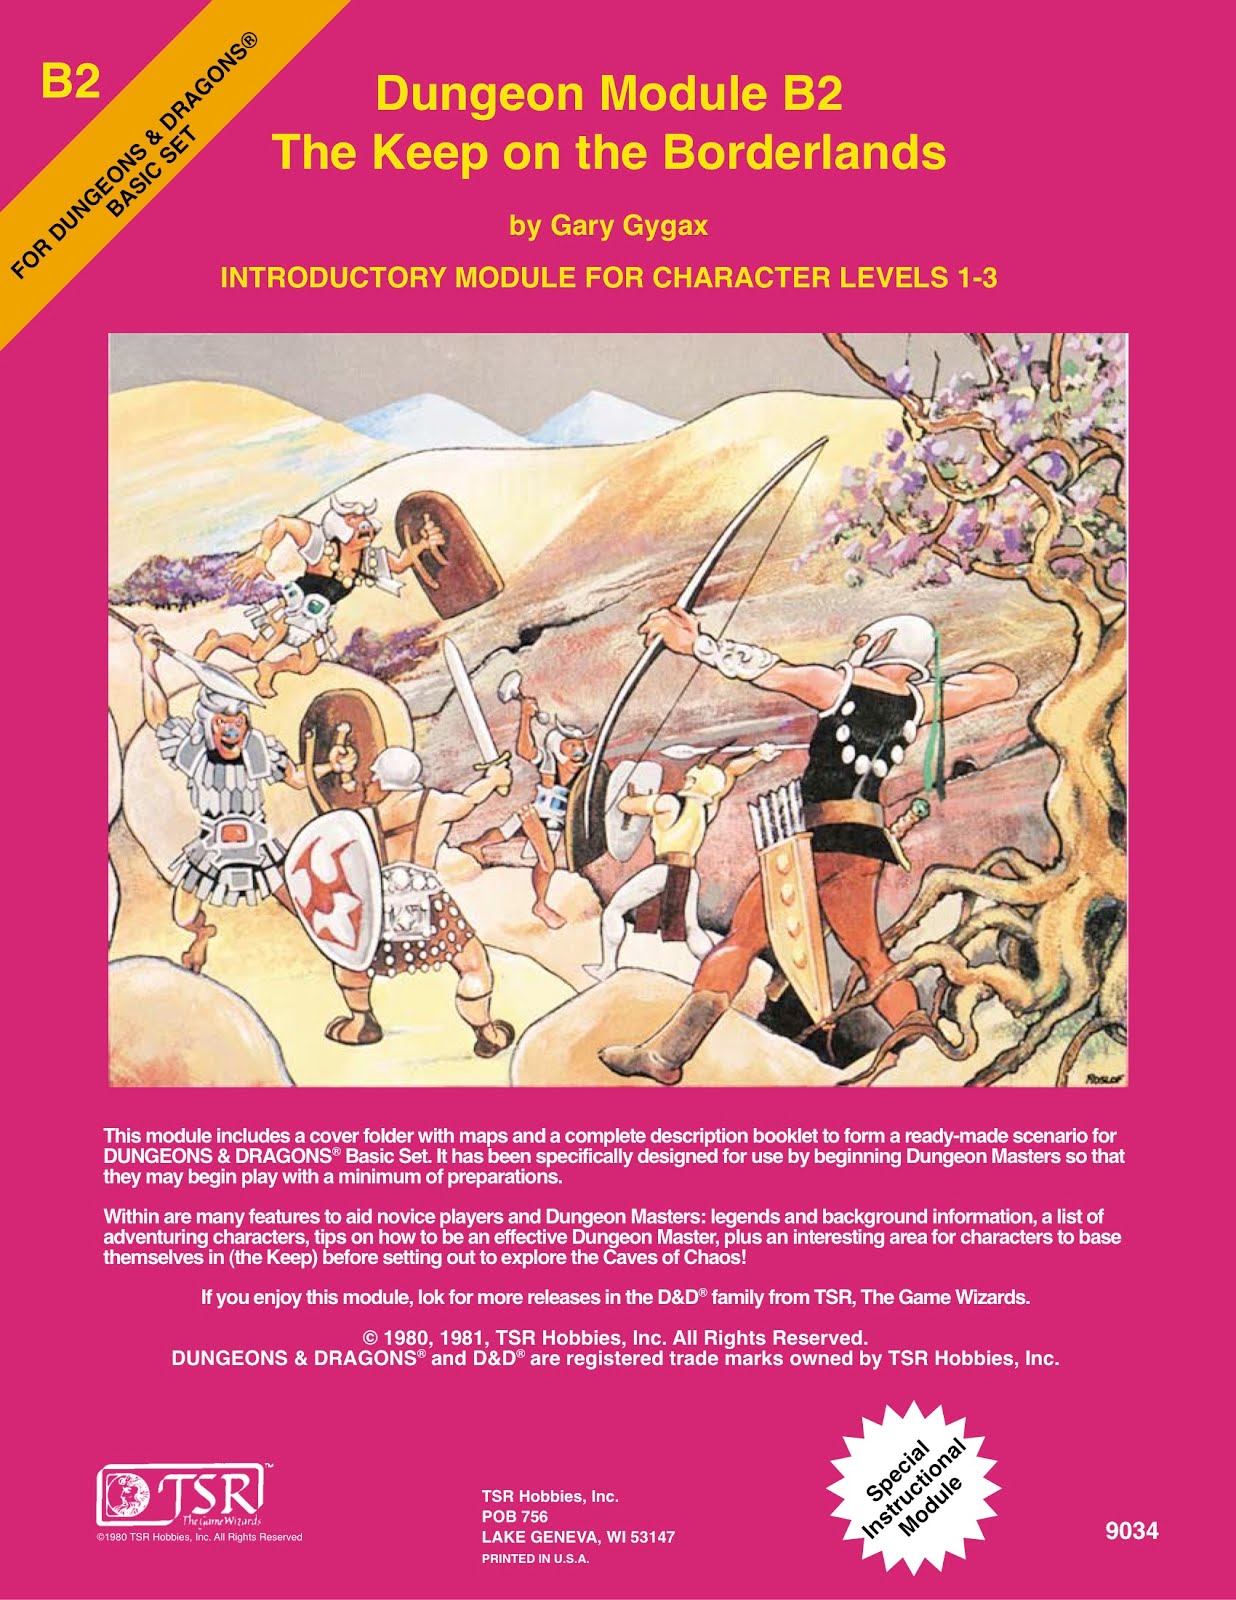 B2
FOR DUNGEONS & DRAGONS®
BASIC SET
Dungeon Module B2
The Keep on the Borderlands
by Gary Gygax
INTRODUCTORY MODULE FOR CHARACTER LEVELS 1-3
ROSLOF
This module includes a cover folder with maps and a complete description booklet to form a ready-made scenario for
DUNGEONS & DRAGONS® Basic Set. It has been specifically designed for use by beginning Dungeon Masters so that
they may begin play with a minimum of preparations.
Within are many features to aid novice players and Dungeon Masters: legends and background information, a list of
adventuring characters, tips on how to be an effective Dungeon Master, plus an interesting area for characters to base
themselves in (the Keep) before setting out to explore the Caves of Chaos!
If you enjoy this module, lok for more releases in the D&D® family from TSR, The Game Wizards.
© 1980, 1981, TSR Hobbies, Inc. All Rights Reserved.
DUNGEONS & DRAGONS® and D&D® are registered trade marks owned by TSR Hobbies, Inc.
TSR™
The Game Wizards
©1980 TSR Hobbies, Inc. All Rights Reserved
TSR Hobbies, Inc.
POB 756
LAKE GENEVA, WI 53147
PRINTED IN U.S.A.
Special
Instructional
Module
9034